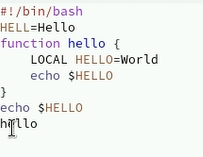 #!/bin/bash
HELL=Hello
function hello {
    LOCAL HELLO=World
    echo $HELLO
}
echo $HELLO
hello